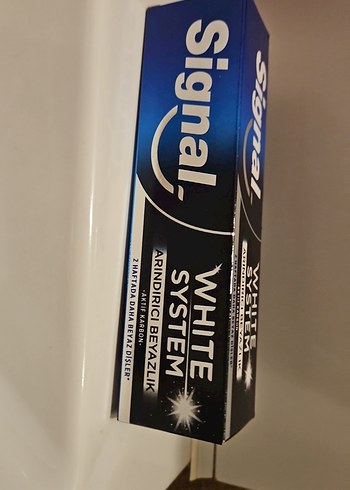 Signal
WHITE
SYSTEM
ARINDIRICI BEYAZLIK
•AKTİF KARBON•
2 HAFTADA DAHA BEYAZ DİŞLER*
Signal
WHITE
SYSTEM